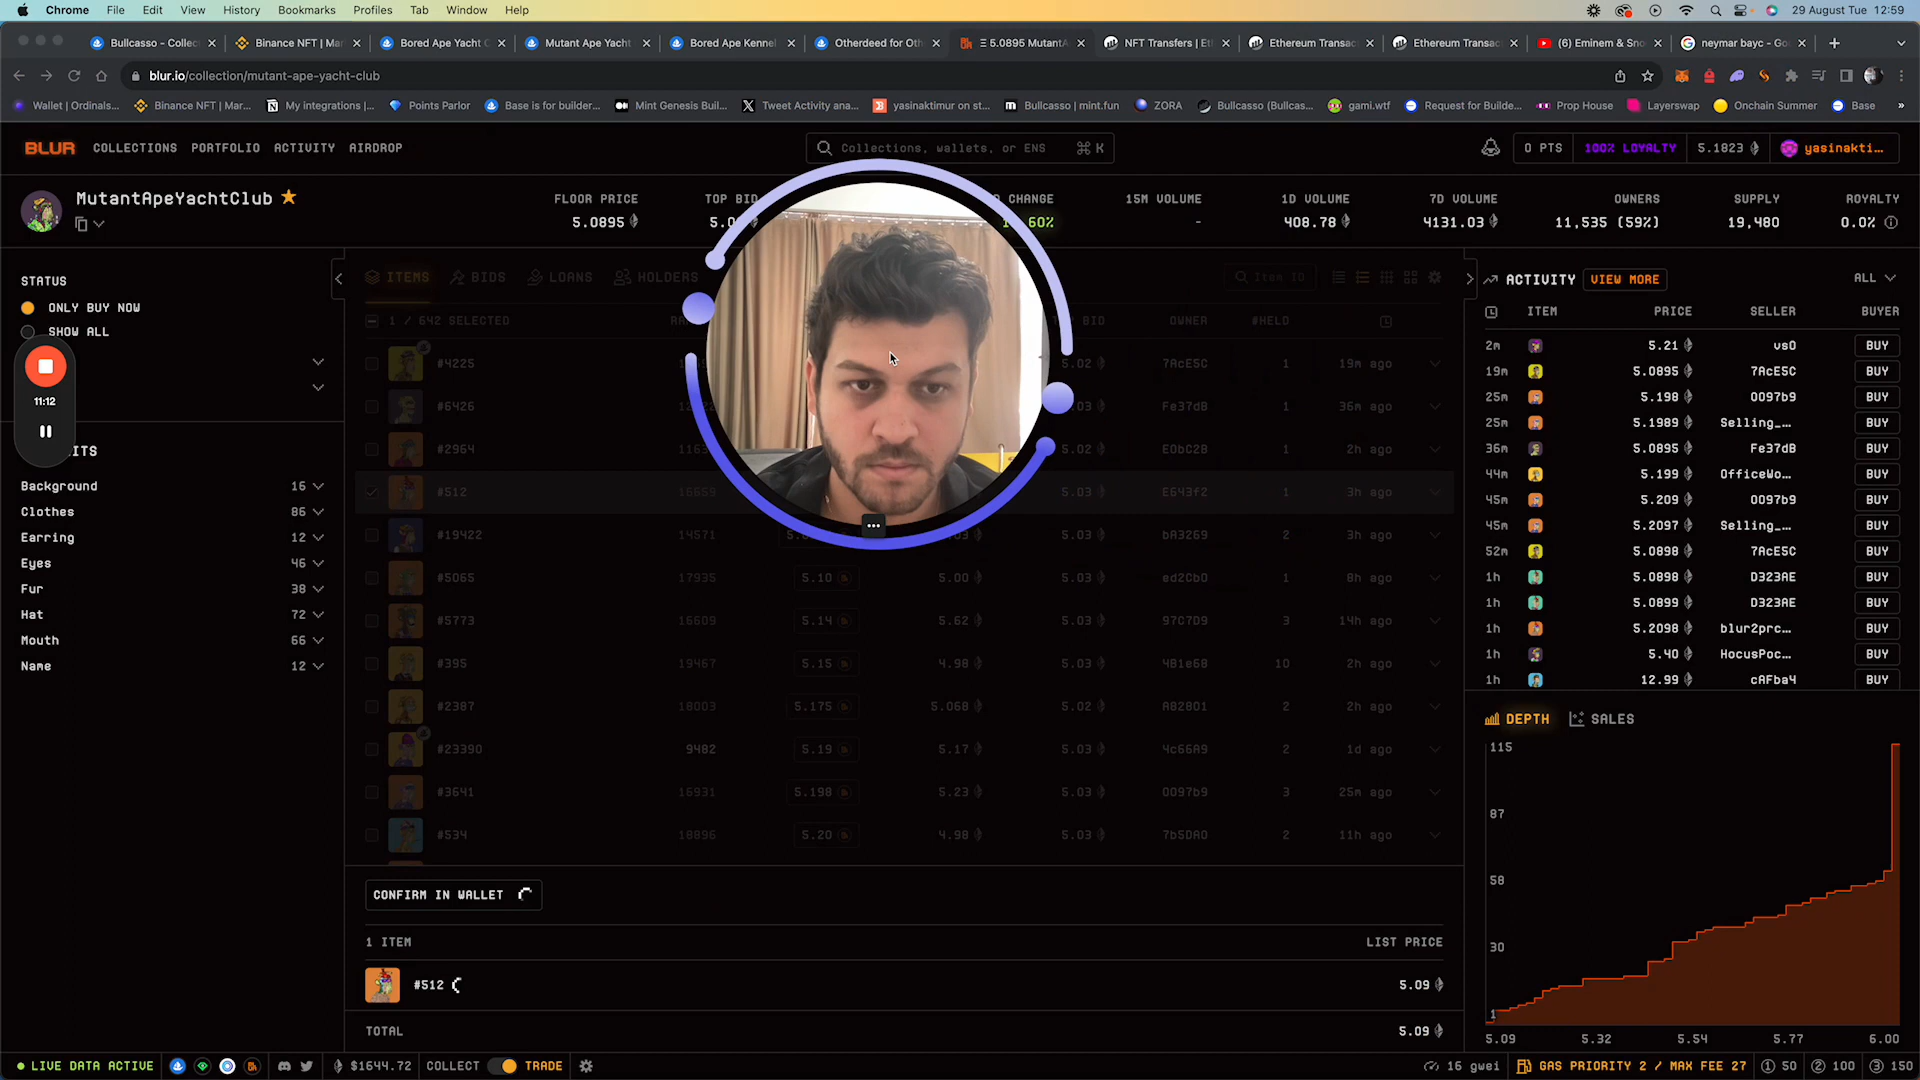 Chrome File Edit View History Bookmarks Profiles Tab Window Help 29 August Tue 12:59
Bullcasso - Collec Binance NFT | Mar Bored Ape Yacht C Mutant Ape Yacht Bored Ape Kennel Otherdeed for Oth Ξ 5.0895 MutantA NFT Transfers | Et Ethereum Transac Ethereum Transac (6) Eminem & Sno neymar bayc - Go
blur.io/collection/mutant-ape-yacht-club
Wallet | Ordinals... Binance NFT | Mar... My integrations |... Points Parlor Base is for builder... Mint Genesis Buil... Tweet Activity ana... yasinaktimur on st... Bullcasso | mint.fun ZORA Bullcasso (Bullcas... gami.wtf Request for Builde... Prop House Layerswap Onchain Summer Base
BLUR COLLECTIONS PORTFOLIO ACTIVITY AIRDROP Collections, wallets, or ENS ⌘ K 0 PTS 100% LOYALTY 5.1823 yasinakti...
MutantApeYachtClub FLOOR PRICE TOP BID CHANGE 15M VOLUME 1D VOLUME 7D VOLUME OWNERS SUPPLY ROYALTY
5.0895 - 408.78 4131.03 11,535 (59%) 19,480 0.0%
STATUS
ONLY BUY NOW
SHOW ALL
11:12
Background 16
Clothes 86
Earring 12
Eyes 46
Fur 38
Hat 72
Mouth 66
Name 12
ITEMS BIDS LOANS HOLDERS Item ID
1 / 642 SELECTED BID OWNER #HELD
#4225 5.02 7AcE5C 1 19m ago
#6426 Fe37dB 1 36m ago
#2964 5.02 E0bC2B 1 2h ago
#512 16659 5.03 E643f2 1 3h ago
#19422 14571 5.03 bA3269 2 3h ago
#5065 17935 5.10 5.00 5.03 ed2Cb0 1 8h ago
#5773 16609 5.14 5.62 5.03 97C7D9 3 14h ago
#395 19467 5.15 4.98 5.03 4B1e68 10 2h ago
#2387 18003 5.175 5.068 5.02 A82801 2 2h ago
#23390 9482 5.19 5.17 5.03 4c66A9 2 1d ago
#3641 16931 5.198 5.23 5.03 0097b9 3 25m ago
#534 18896 5.20 4.98 5.03 7b5DA0 2 11h ago
CONFIRM IN WALLET
1 ITEM LIST PRICE
#512 5.09
TOTAL 5.09
ACTIVITY VIEW MORE ALL
ITEM PRICE SELLER BUYER
2m 5.21 vs0 BUY
19m 5.0895 7AcE5C BUY
25m 5.198 0097b9 BUY
25m 5.1989 Selling_... BUY
36m 5.0895 Fe37dB BUY
44m 5.199 OfficeWo... BUY
45m 5.209 0097b9 BUY
45m 5.2097 Selling_... BUY
52m 5.0898 7AcE5C BUY
1h 5.0898 D323AE BUY
1h 5.0899 D323AE BUY
1h 5.2098 blur2prc... BUY
1h 5.40 HocusPoc... BUY
1h 12.99 cAFba4 BUY
DEPTH SALES
115
87
58
30
1
5.09 5.32 5.54 5.77 6.00
LIVE DATA ACTIVE $1644.72 COLLECT TRADE 16 gwei GAS PRIORITY 2 / MAX FEE 27 1 50 2 100 3 150